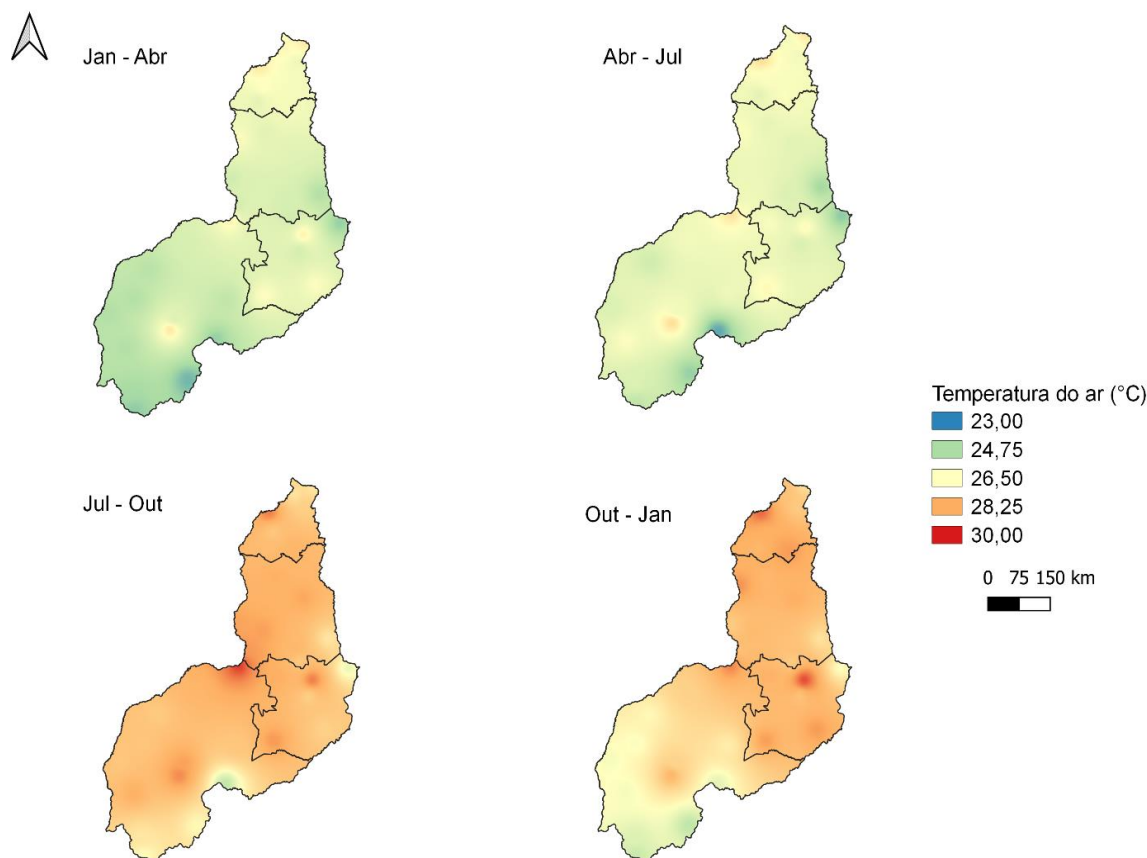 Jan - Abr
Abr - Jul
Temperatura do ar (°C)
23,00
24,75
26,50
28,25
30,00
Jul - Out
Out - Jan
0 75 150 km